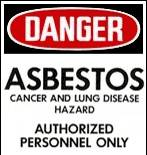 DANGER
ASBESTOS
CANCER AND LUNG DISEASE
HAZARD
AUTHORIZED
PERSONNEL ONLY